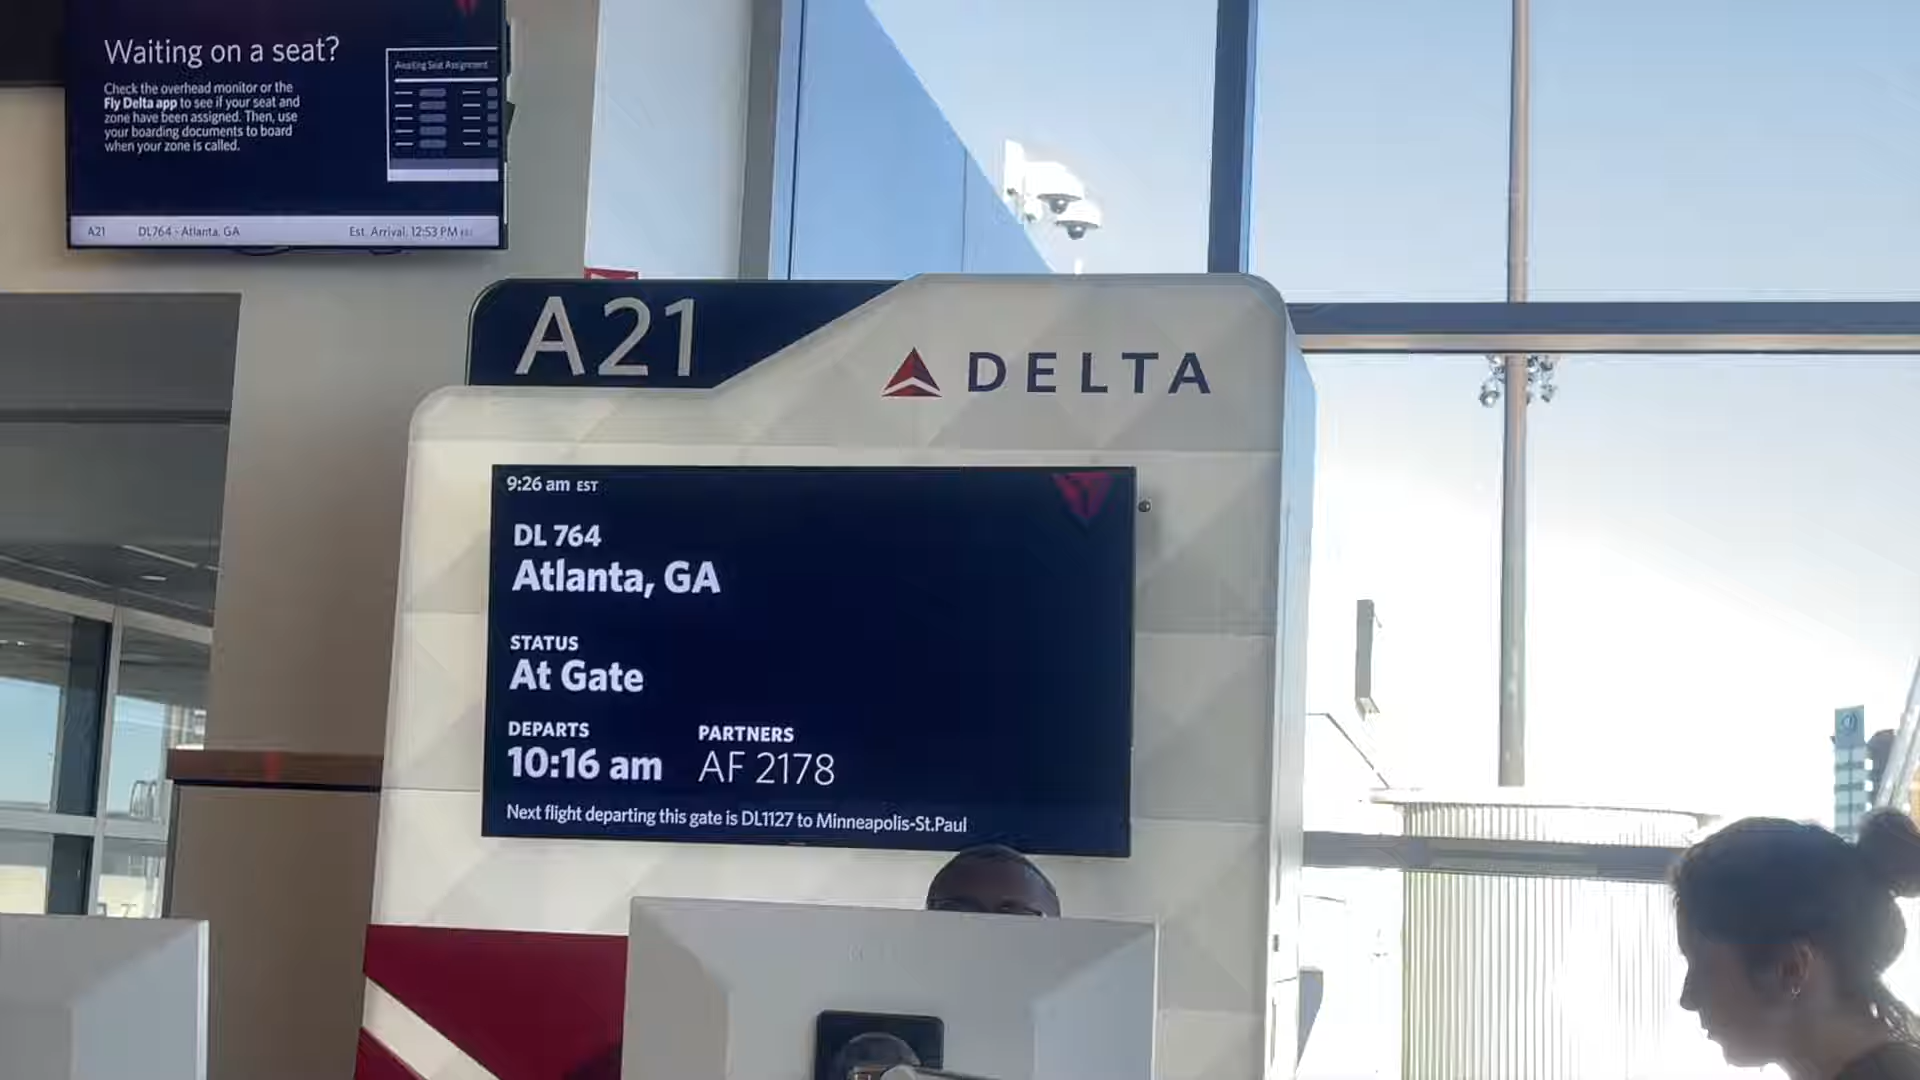 Waiting on a seat?
Check the overhead monitor or the
Fly Delta app to see if your seat and
zone have been assigned. Then, use
your boarding documents to board
when your zone is called.
Awaiting Seat Assignment
A21 DL764 - Atlanta, GA Est. Arrival, 12:53 PM
A21
DELTA
9:26 am EST
DL 764
Atlanta, GA
STATUS
At Gate
DEPARTS PARTNERS
10:16 am AF 2178
Next flight departing this gate is DL1127 to Minneapolis-St.Paul